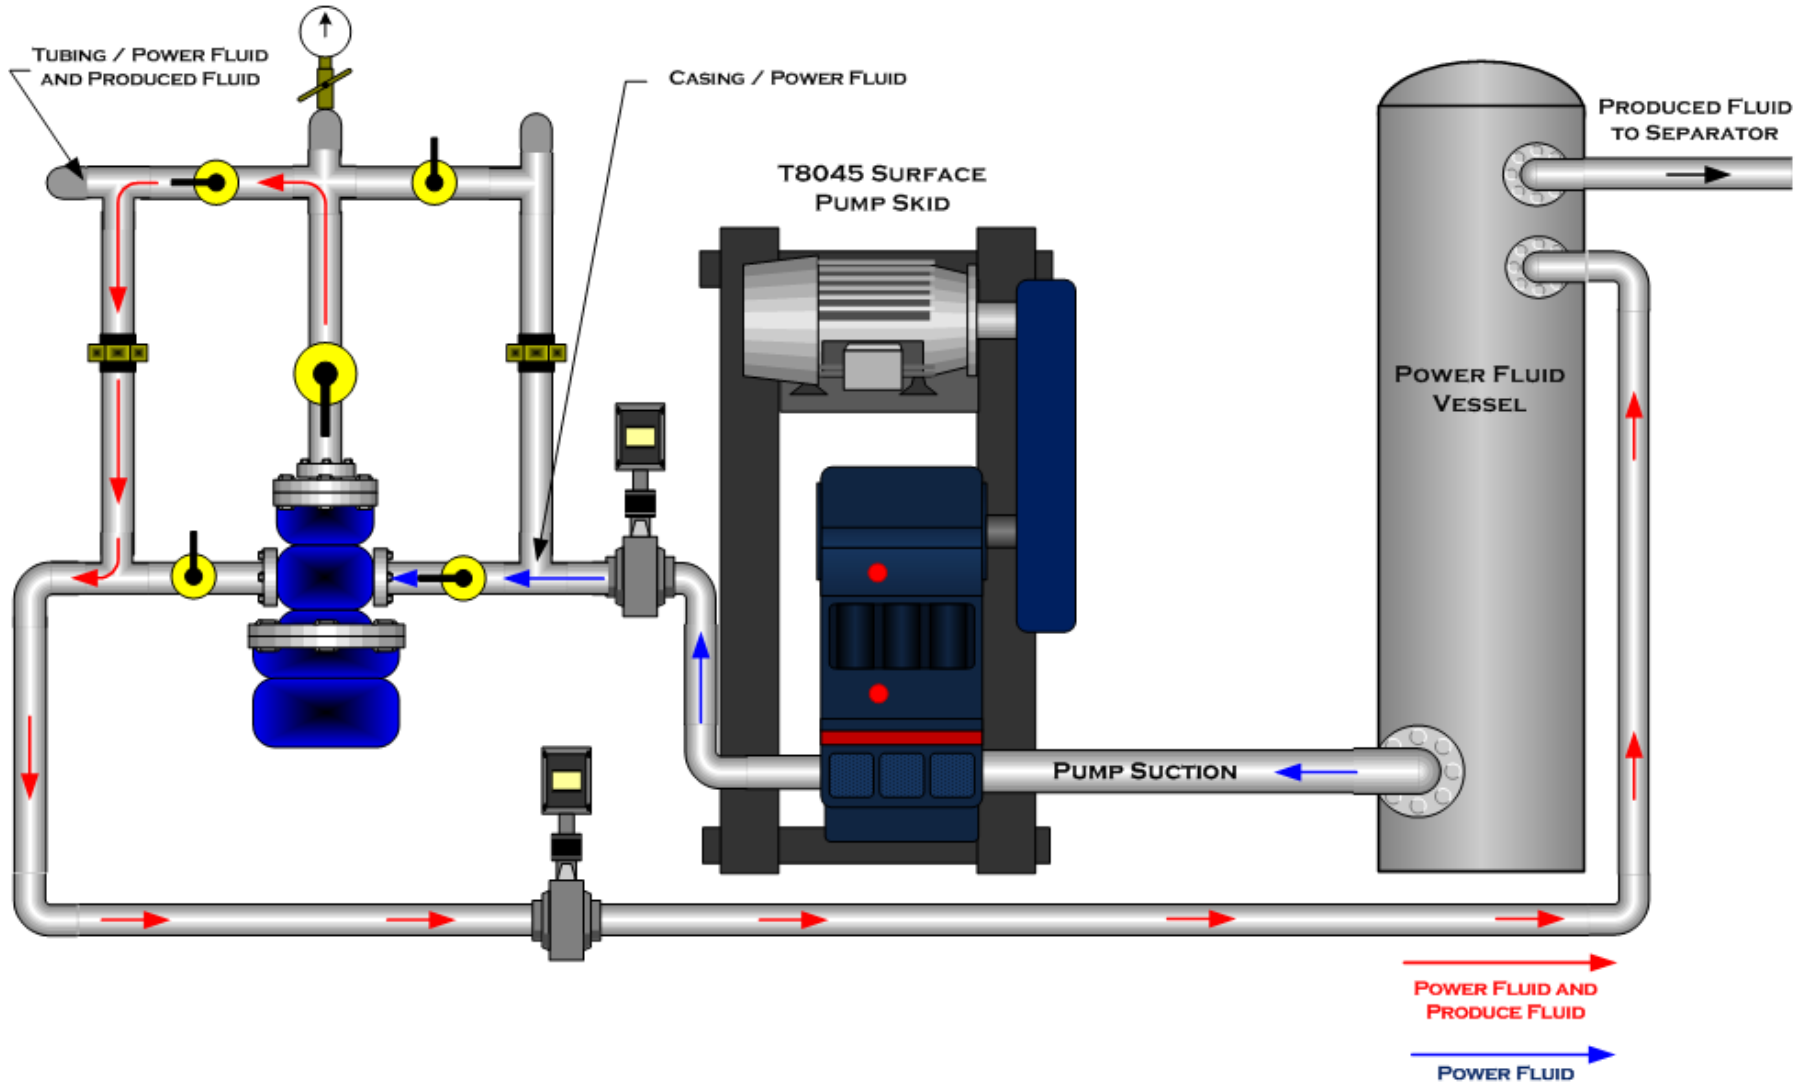 TUBING / POWER FLUID
AND PRODUCED FLUID
CASING / POWER FLUID
T8045 SURFACE
PUMP SKID
PRODUCED FLUID
TO SEPARATOR
POWER FLUID
VESSEL
PUMP SUCTION
POWER FLUID AND
PRODUCE FLUID
POWER FLUID